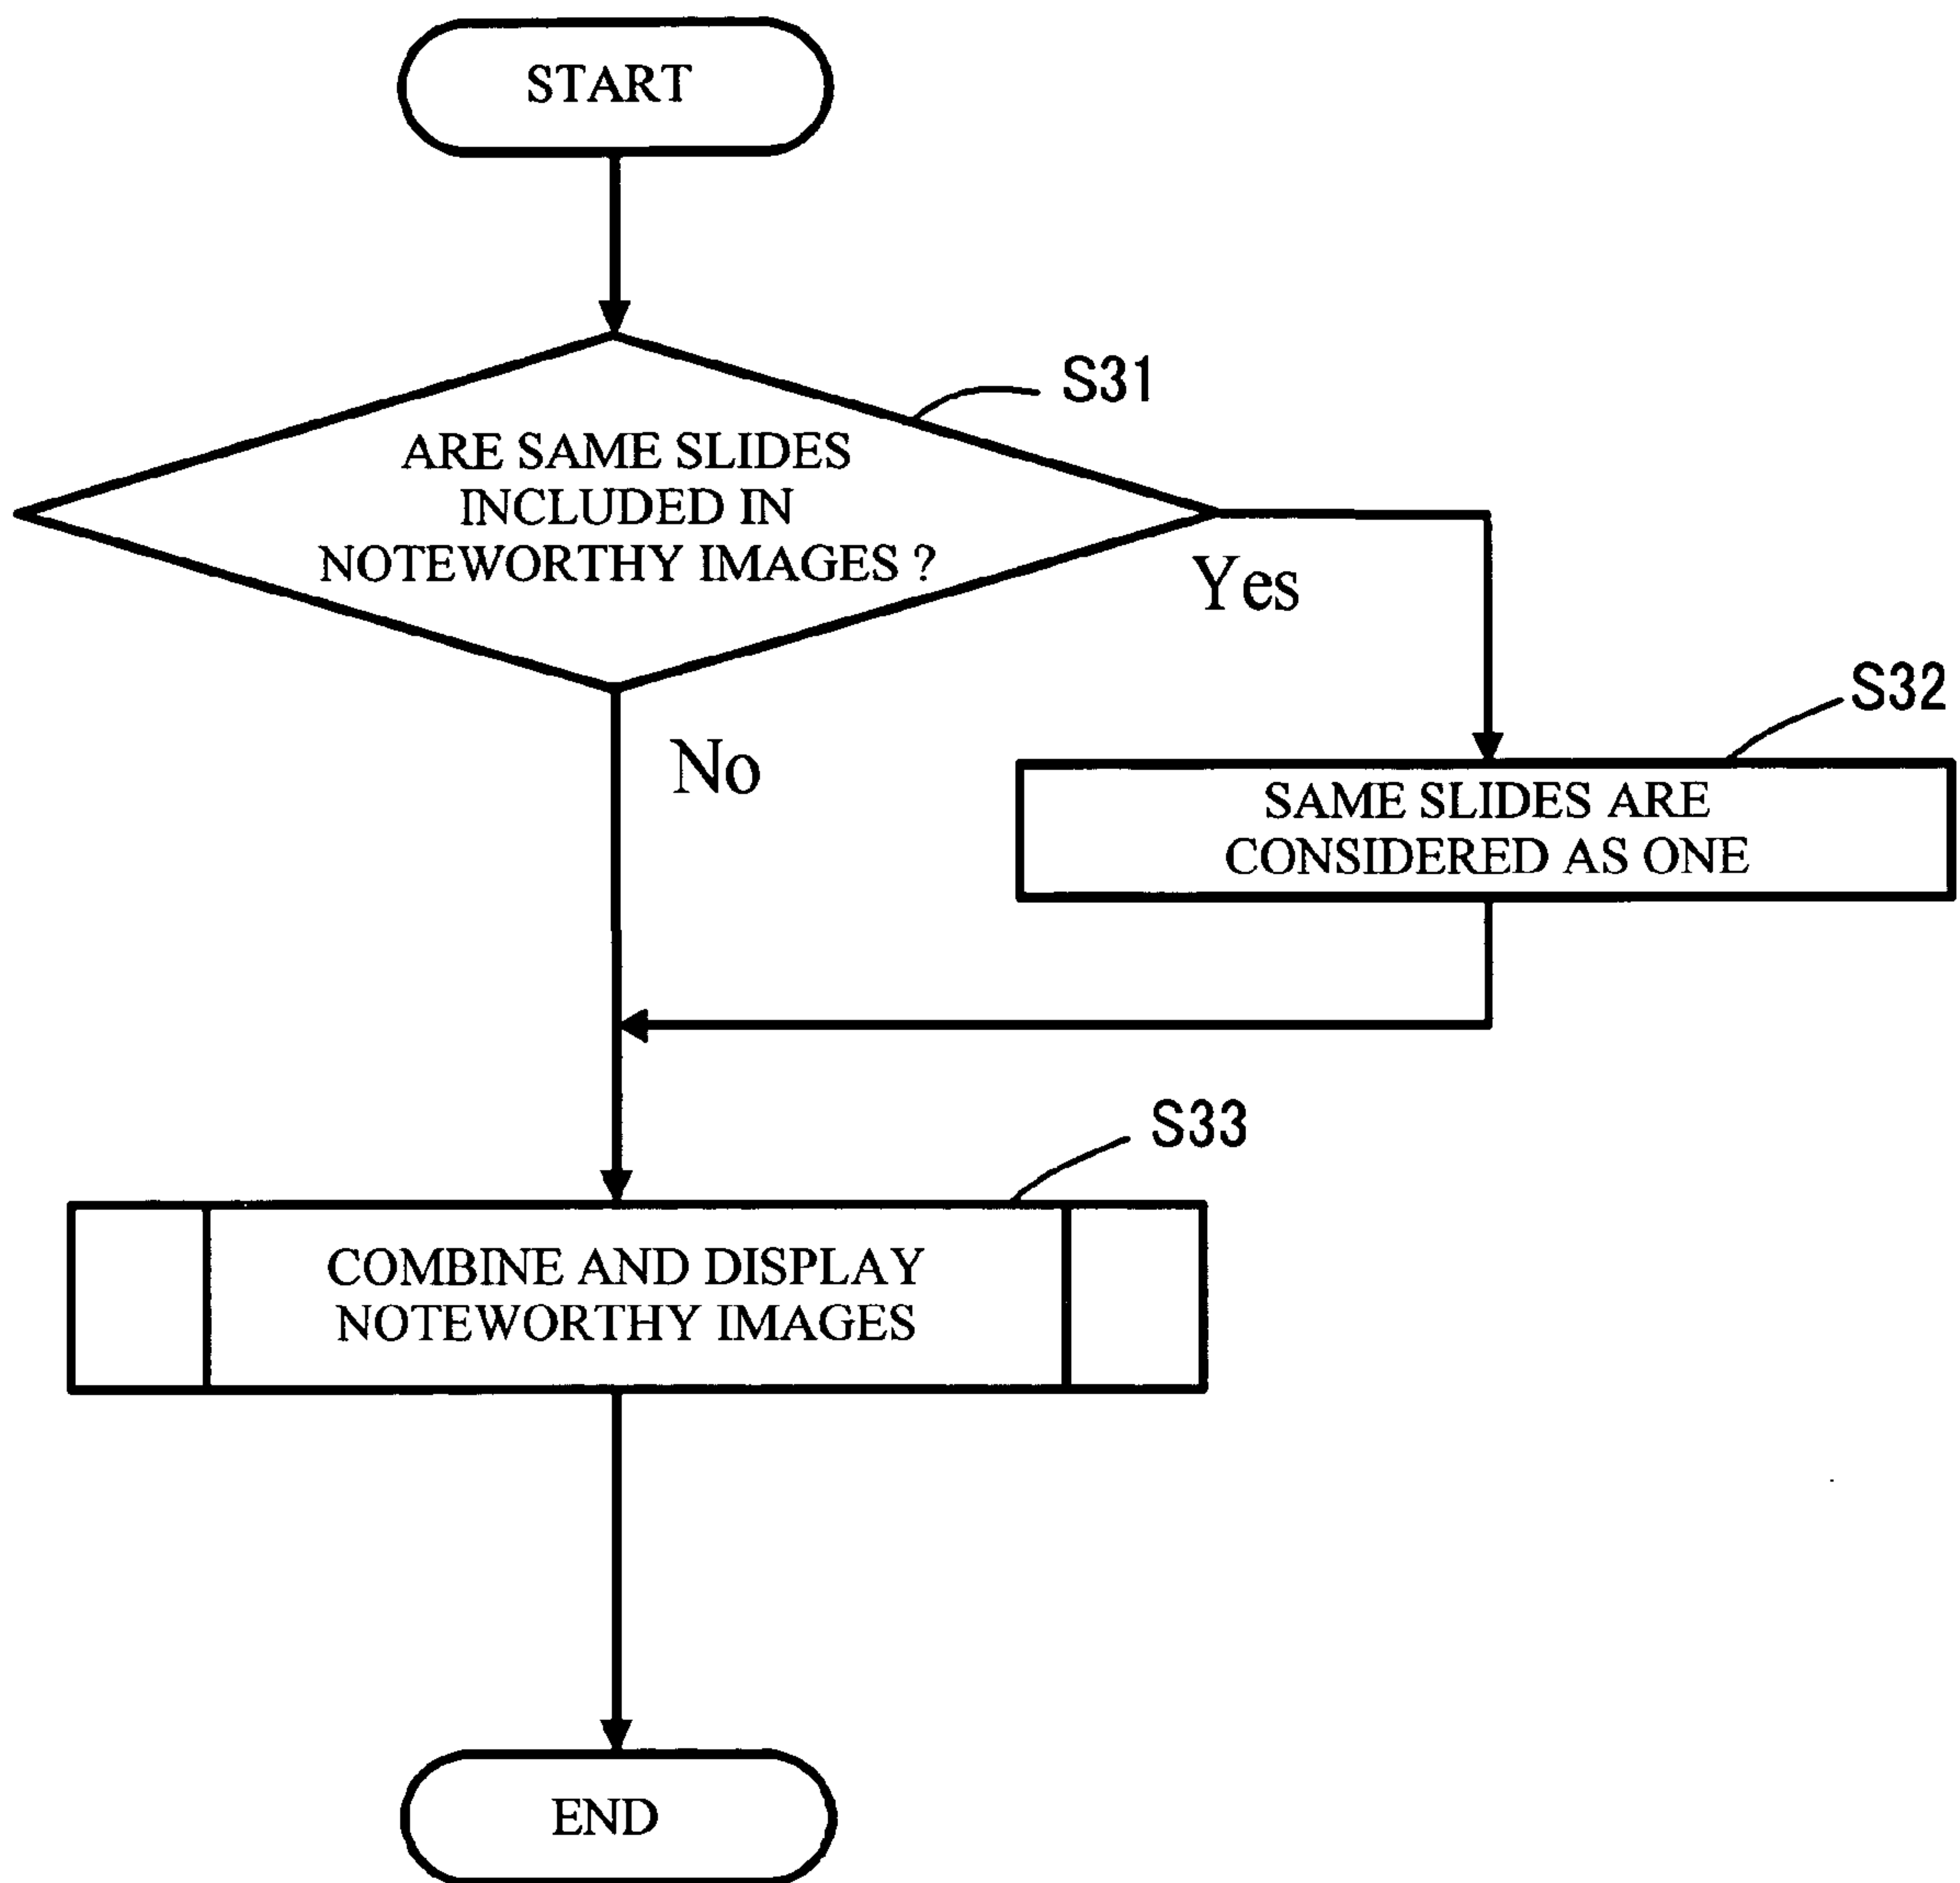 START
S31
ARE SAME SLIDES
INCLUDED IN
NOTEWORTHY IMAGES ?
Yes
No
S32
SAME SLIDES ARE
CONSIDERED AS ONE
S33
COMBINE AND DISPLAY
NOTEWORTHY IMAGES
END